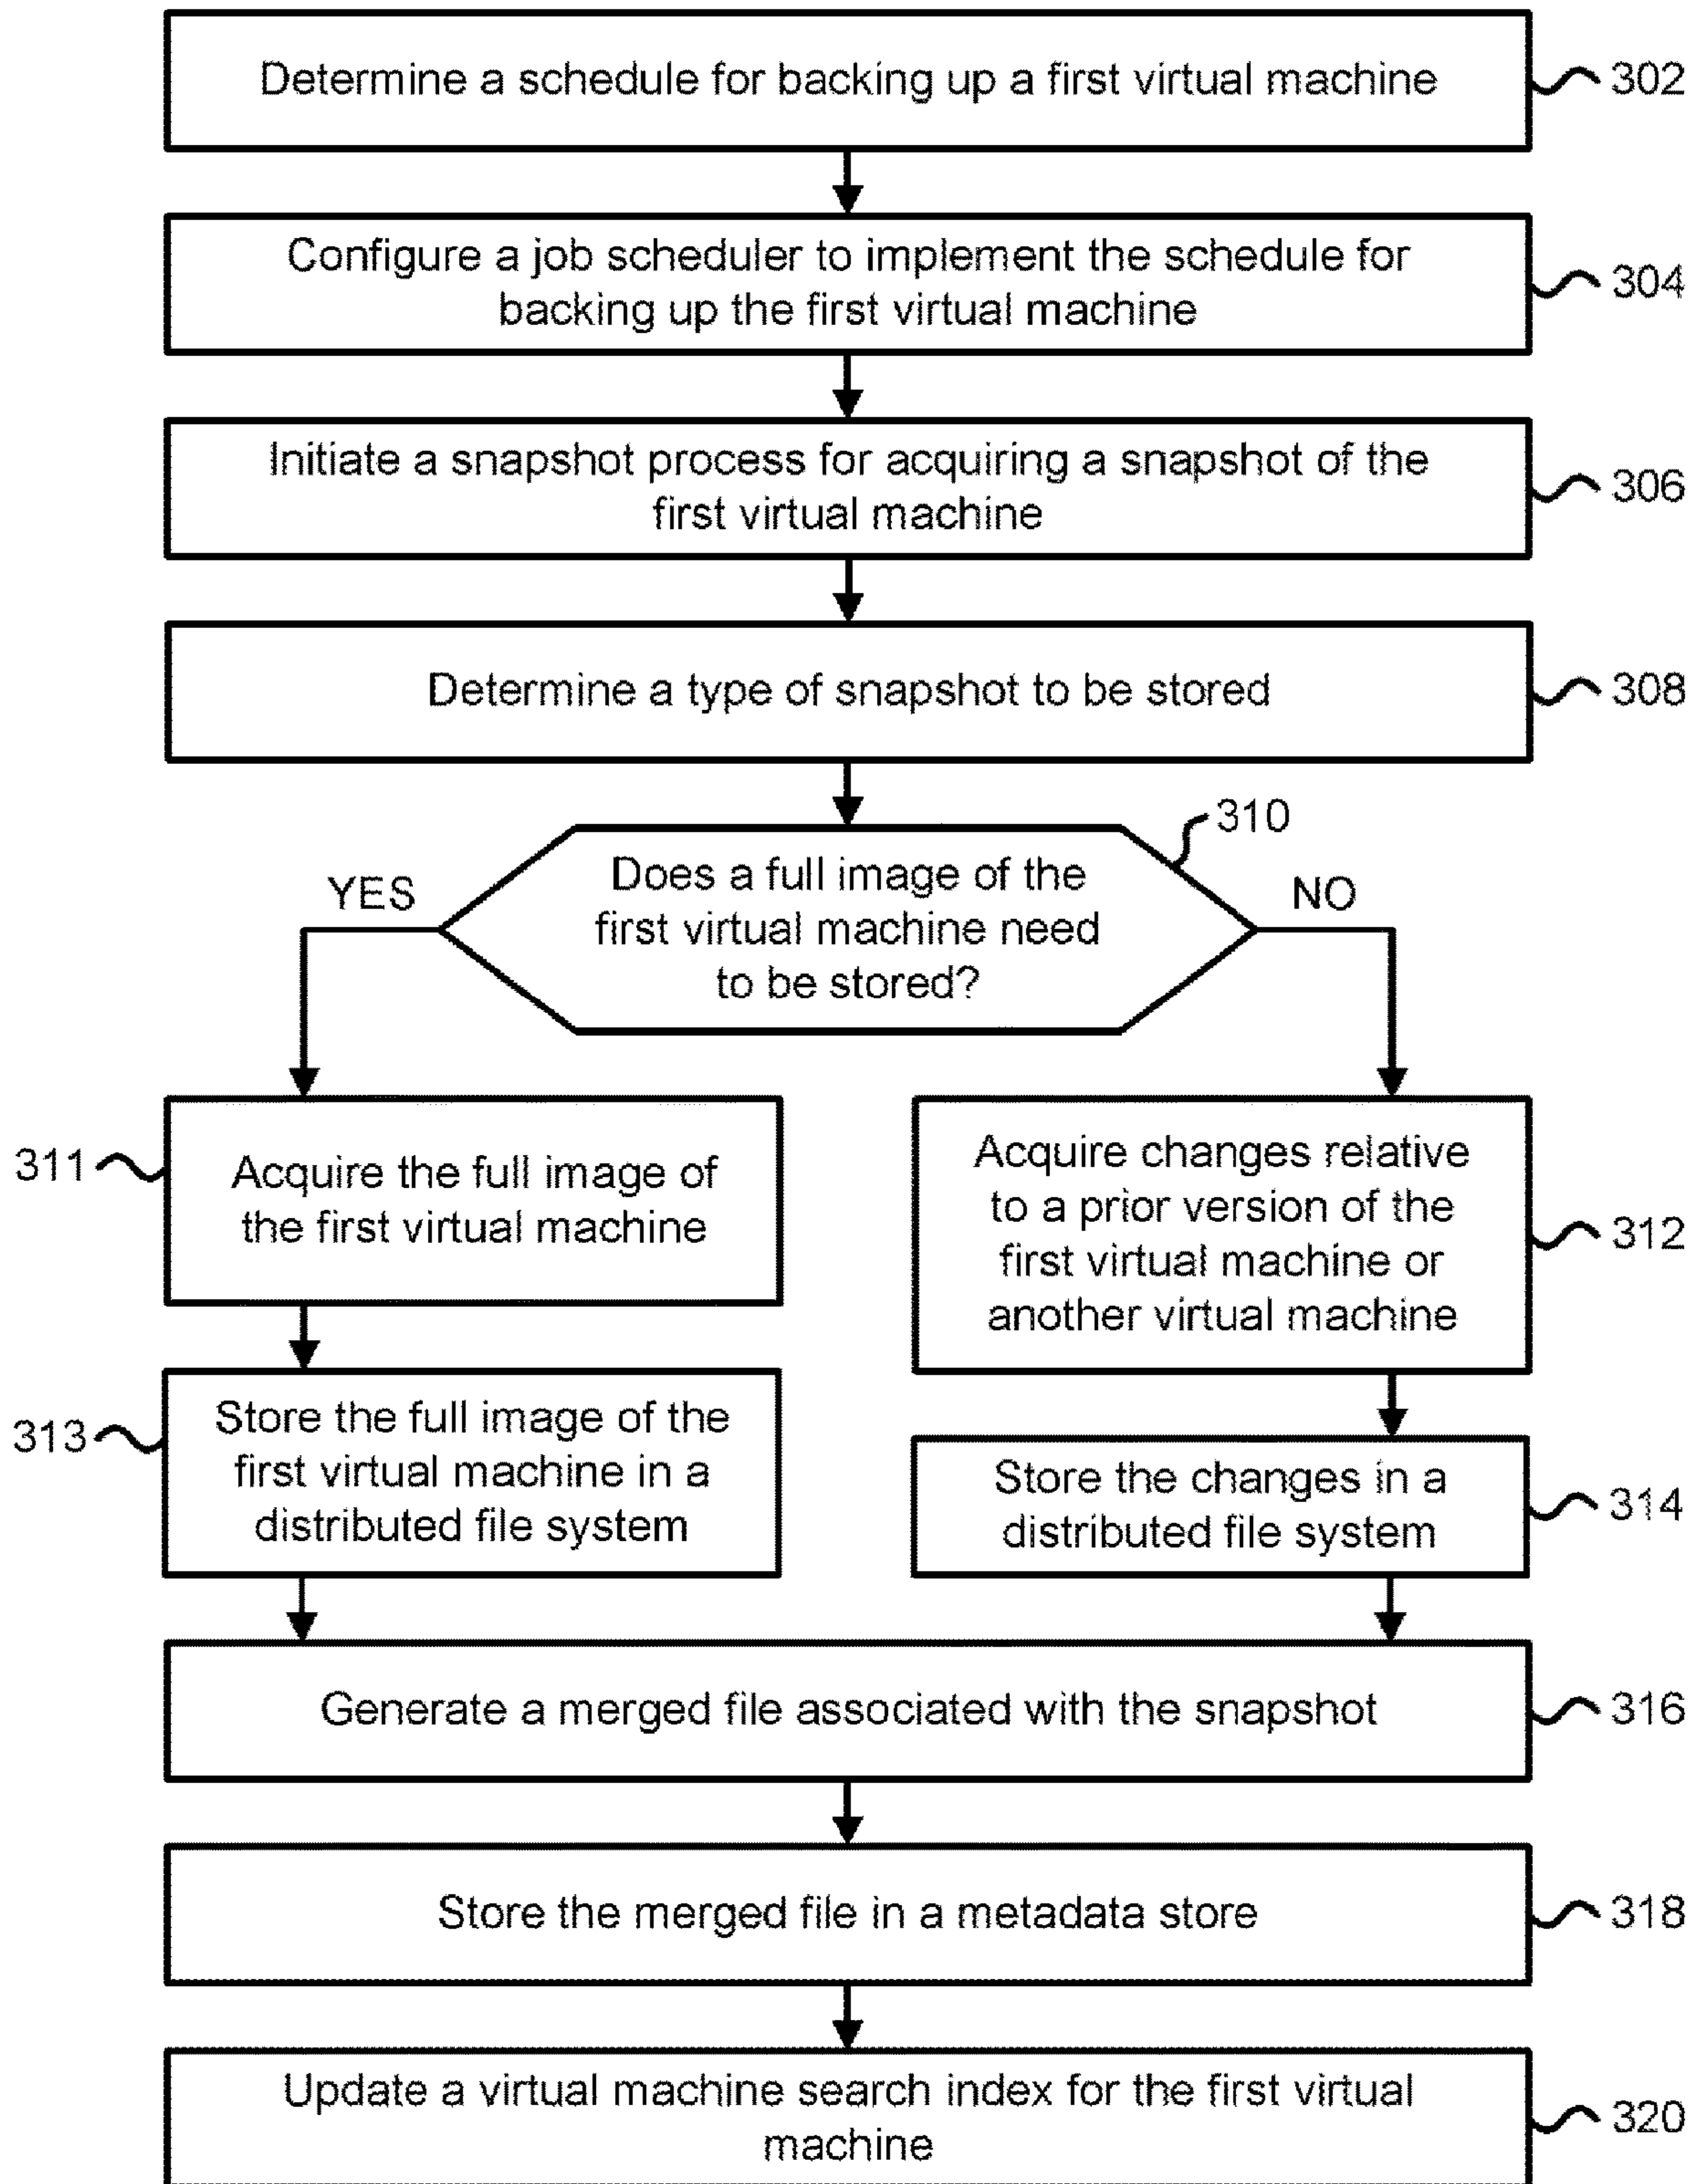 Determine a schedule for backing up a first virtual machine
302
Configure a job scheduler to implement the schedule for
backing up the first virtual machine
304
Initiate a snapshot process for acquiring a snapshot of the
first virtual machine
306
Determine a type of snapshot to be stored
308
310
Does a full image of the
first virtual machine need
to be stored?
YES
NO
311
Acquire the full image of
the first virtual machine
Acquire changes relative
to a prior version of the
first virtual machine or
another virtual machine
312
313
Store the full image of the
first virtual machine in a
distributed file system
Store the changes in a
distributed file system
314
Generate a merged file associated with the snapshot
316
Store the merged file in a metadata store
318
Update a virtual machine search index for the first virtual
machine
320